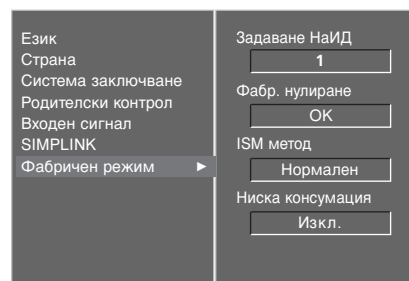 Език
Страна
Система заключване
Родителски контрол
Входен сигнал
SIMPLINK
Фабричен режим ►
Задаване НаИД
1
Фабр. нулиране
ОК
ISM метод
Нормален
Ниска консумация
Изкл.